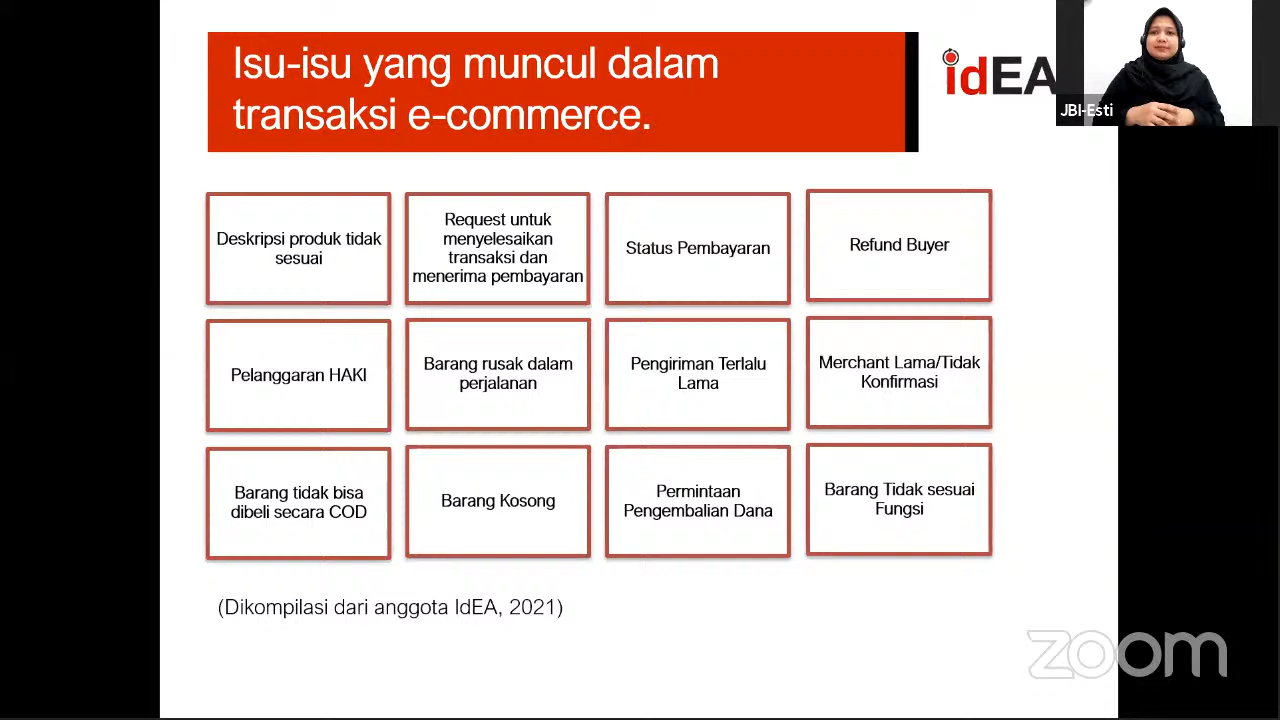 Isu-isu yang muncul dalam
transaksi e-commerce.
idEA
JBI-Esti
Deskripsi produk tidak
sesuai
Request untuk
menyelesaikan
transaksi dan
menerima pembayaran
Status Pembayaran
Refund Buyer
Pelanggaran HAKI
Barang rusak dalam
perjalanan
Pengiriman Terlalu
Lama
Merchant Lama/Tidak
Konfirmasi
Barang tidak bisa
dibeli secara COD
Barang Kosong
Permintaan
Pengembalian Dana
Barang Tidak sesuai
Fungsi
(Dikompilasi dari anggota IdEA, 2021)
zoom